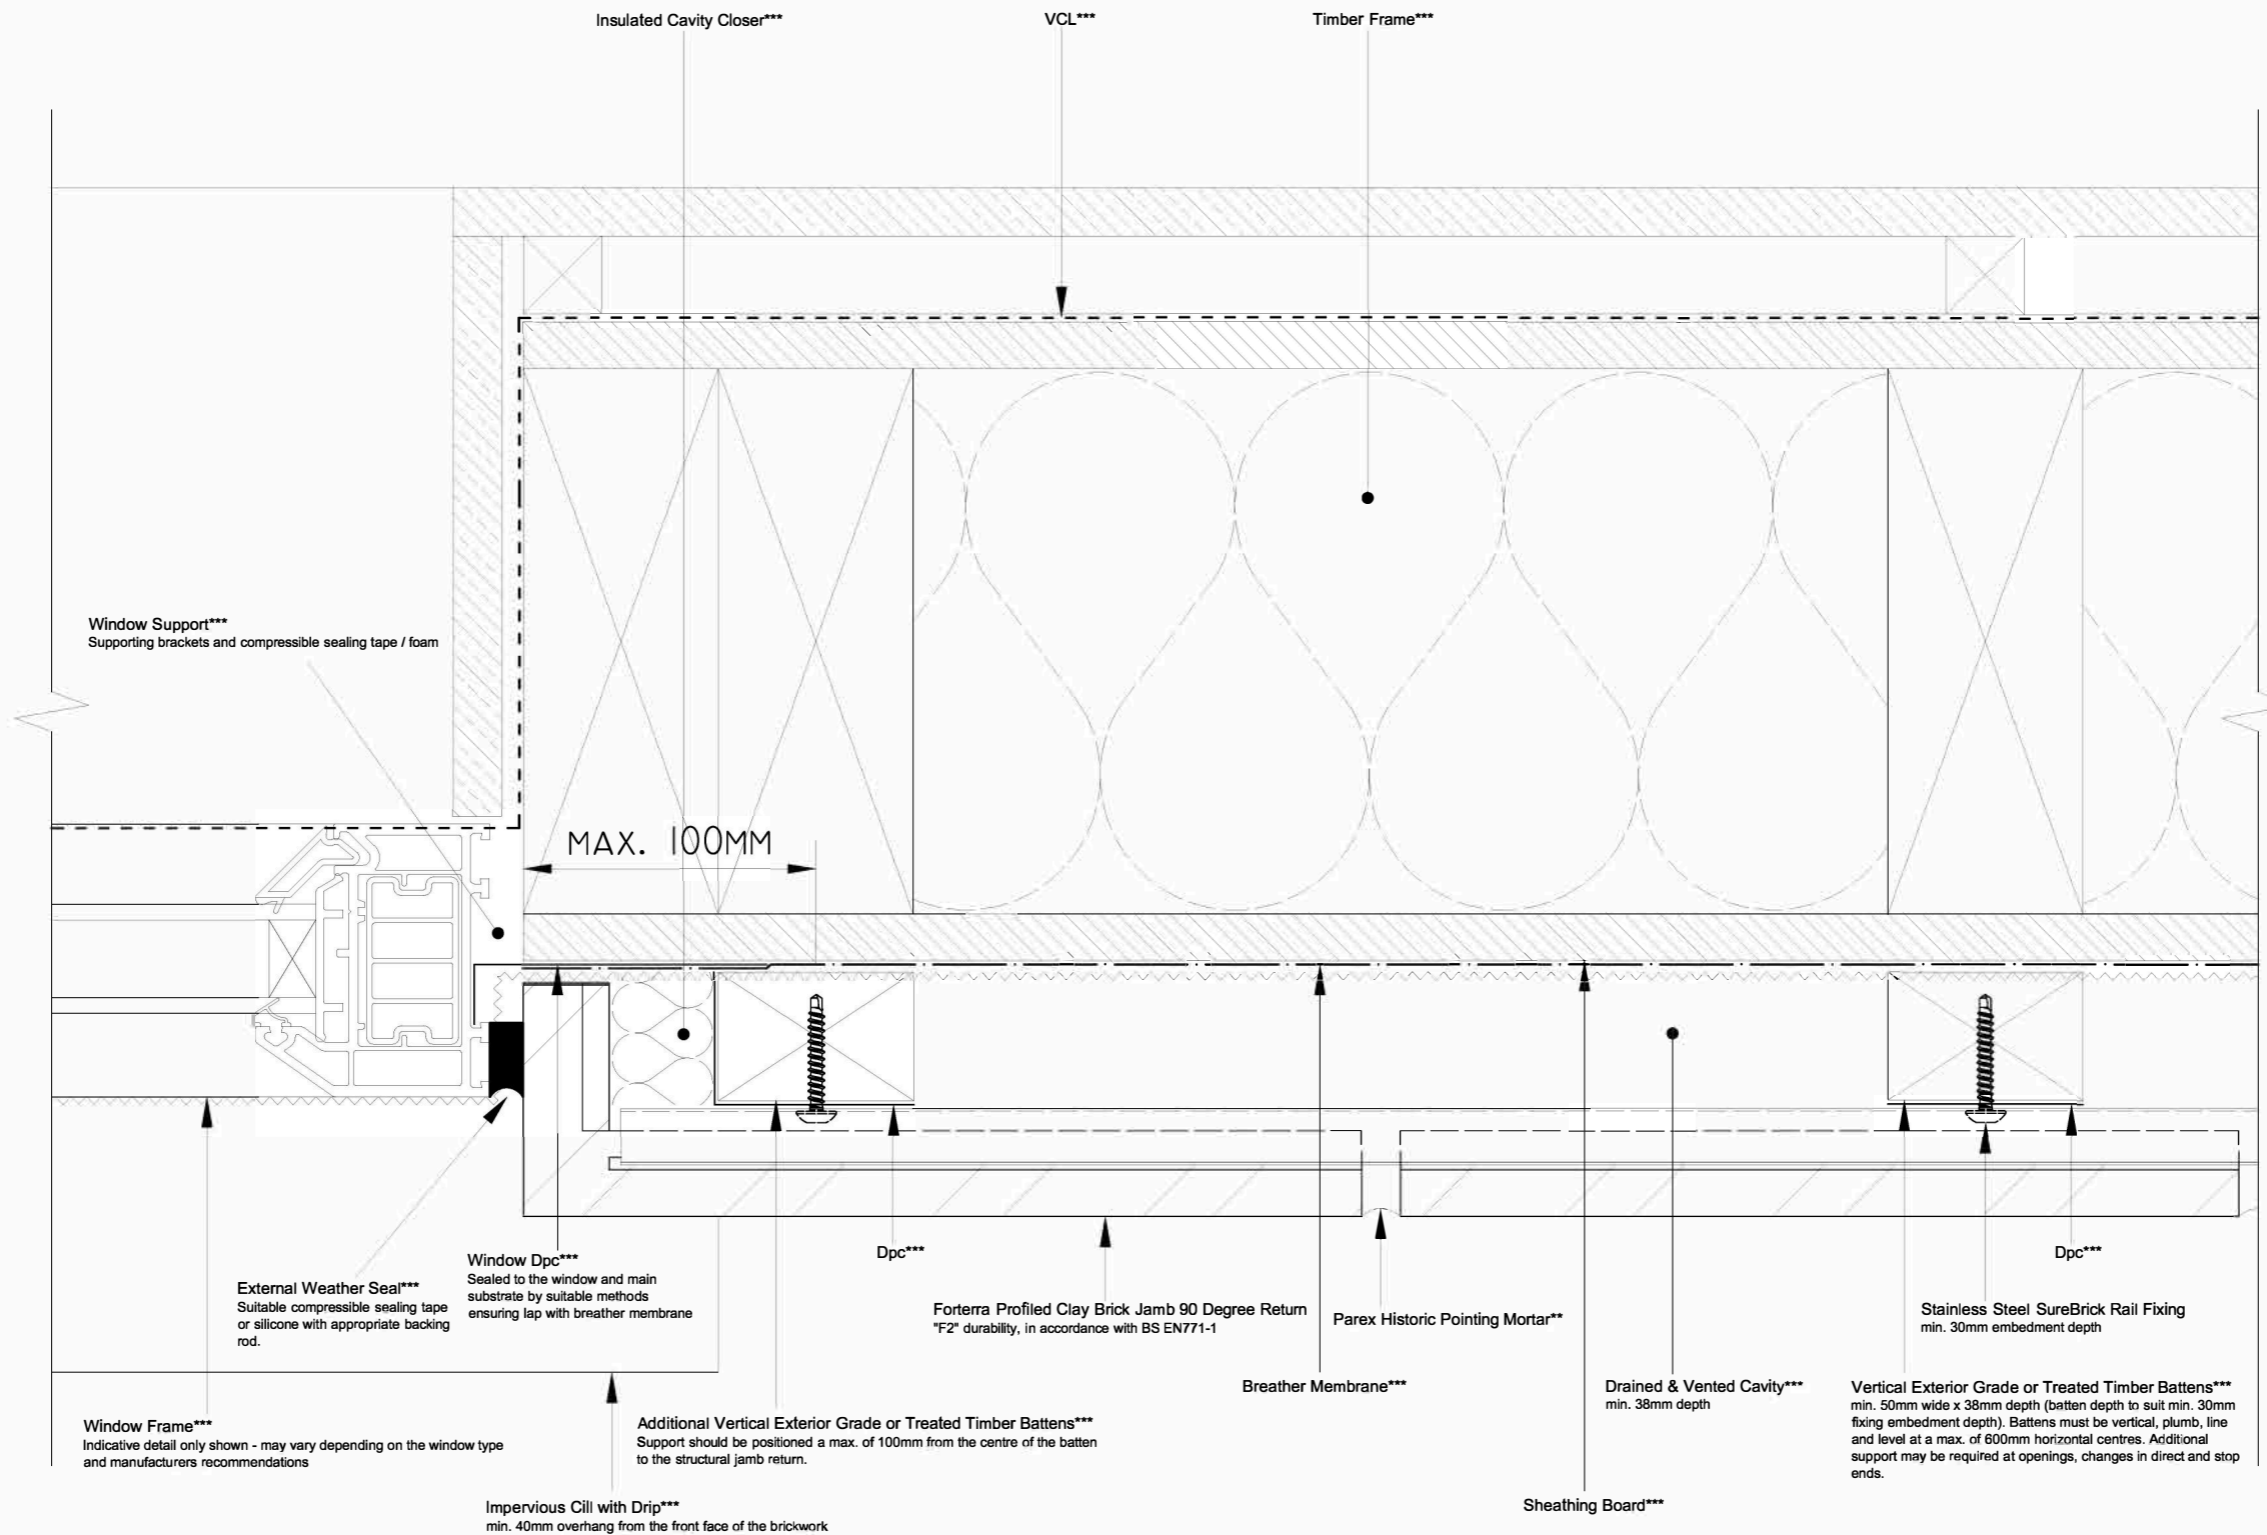 Insulated Cavity Closer***
VCL***
Timber Frame***
Window Support***
Supporting brackets and compressible sealing tape / foam
MAX. 100MM
External Weather Seal***
Suitable compressible sealing tape
or silicone with appropriate backing
rod.
Window Dpc***
Sealed to the window and main
substrate by suitable methods
ensuring lap with breather membrane
Dpc***
Forterra Profiled Clay Brick Jamb 90 Degree Return
"F2" durability, in accordance with BS EN771-1
Parex Historic Pointing Mortar**
Dpc***
Stainless Steel SureBrick Rail Fixing
min. 30mm embedment depth
Breather Membrane***
Drained & Vented Cavity***
min. 38mm depth
Vertical Exterior Grade or Treated Timber Battens***
min. 50mm wide x 38mm depth (batten depth to suit min. 30mm
fixing embedment depth). Battens must be vertical, plumb, line
and level at a max. of 600mm horizontal centres. Additional
support may be required at openings, changes in direct and stop
ends.
Window Frame***
Indicative detail only shown - may vary depending on the window type
and manufacturers recommendations
Additional Vertical Exterior Grade or Treated Timber Battens***
Support should be positioned a max. of 100mm from the centre of the batten
to the structural jamb return.
Impervious Cill with Drip***
min. 40mm overhang from the front face of the brickwork
Sheathing Board***